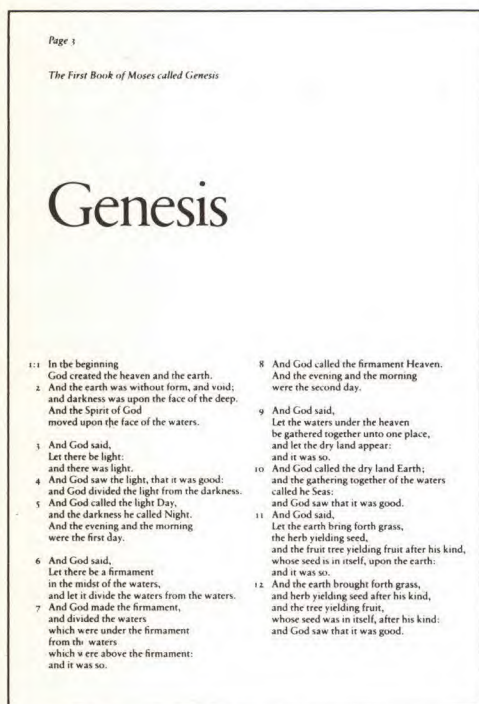 Page 3
The First Book of Moses called Genesis
Genesis
1:1 In the beginning
God created the heaven and the earth.
2 And the earth was without form, and void;
and darkness was upon the face of the deep.
And the Spirit of God
moved upon the face of the waters.
3 And God said,
Let there be light:
and there was light.
4 And God saw the light, that it was good:
and God divided the light from the darkness.
5 And God called the light Day,
and the darkness he called Night.
And the evening and the morning
were the first day.
6 And God said,
Let there be a firmament
in the midst of the waters,
and let it divide the waters from the waters.
7 And God made the firmament,
and divided the waters
which were under the firmament
from the waters
which were above the firmament:
and it was so.
8 And God called the firmament Heaven.
And the evening and the morning
were the second day.
9 And God said,
Let the waters under the heaven
be gathered together unto one place,
and let the dry land appear:
and it was so.
10 And God called the dry land Earth;
and the gathering together of the waters
called he Seas:
and God saw that it was good.
11 And God said,
Let the earth bring forth grass,
the herb yielding seed,
and the fruit tree yielding fruit after his kind,
whose seed is in itself, upon the earth:
and it was so.
12 And the earth brought forth grass,
and herb yielding seed after his kind,
and the tree yielding fruit,
whose seed was in itself, after his kind:
and God saw that it was good.